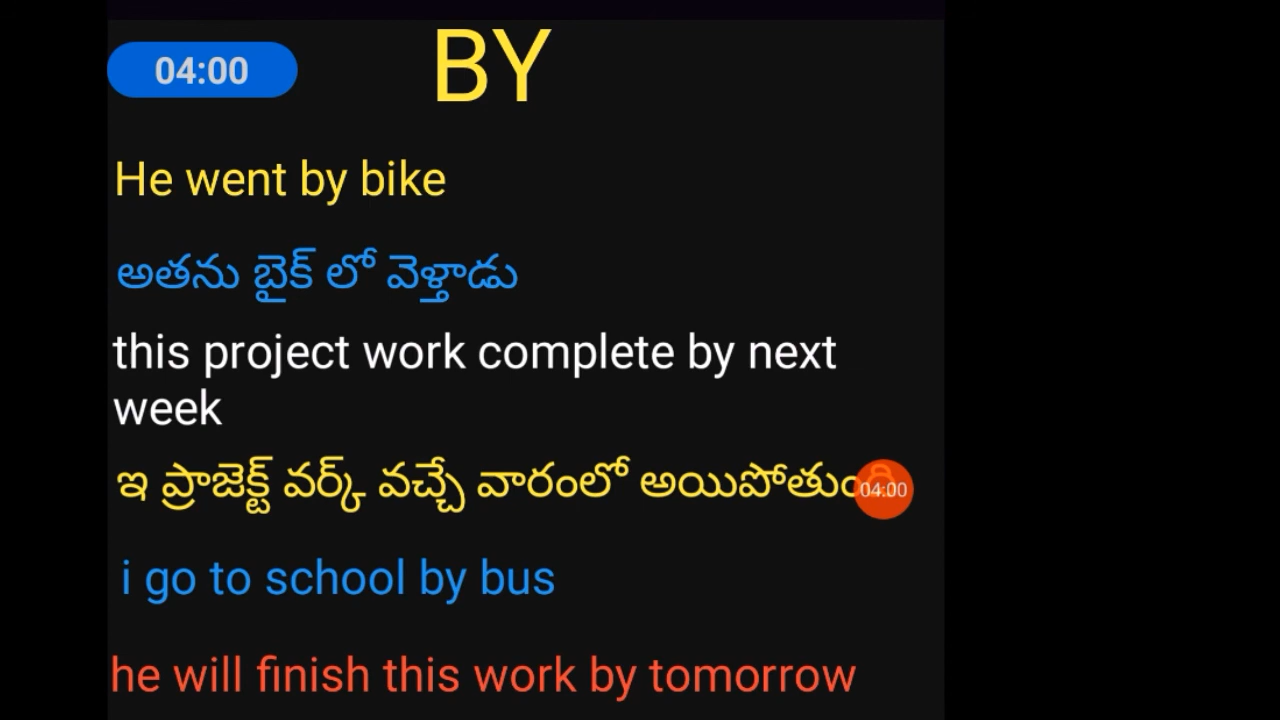 04:00
BY
He went by bike
అతను బైక్ లో వెళ్తాడు
this project work complete by next
week
ఇ ప్రాజెక్ట్ వర్క్ వచ్చే వారంలో
04:00
i go to school by bus
he will finish this work by tomorrow